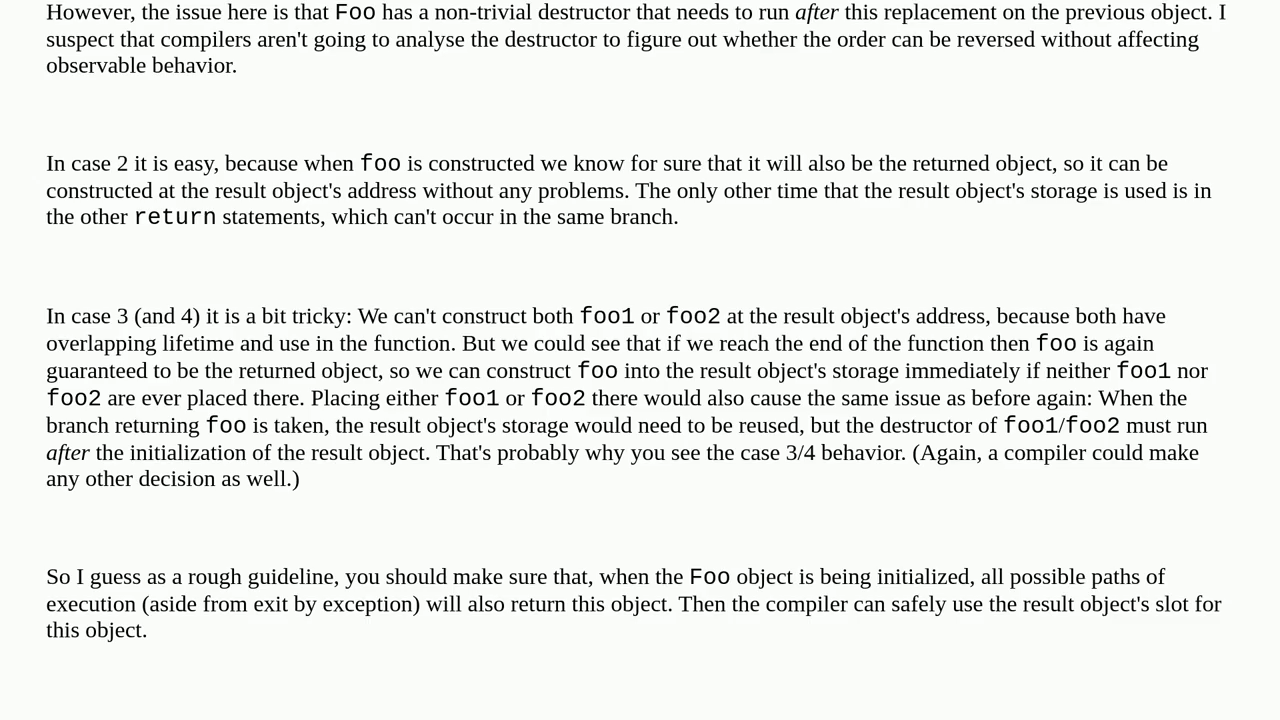 However, the issue here is that Foo has a non-trivial destructor that needs to run after this replacement on the previous object. I
suspect that compilers aren't going to analyse the destructor to figure out whether the order can be reversed without affecting
observable behavior.
In case 2 it is easy, because when foo is constructed we know for sure that it will also be the returned object, so it can be
constructed at the result object's address without any problems. The only other time that the result object's storage is used is in
the other return statements, which can't occur in the same branch.
In case 3 (and 4) it is a bit tricky: We can't construct both foo1 or foo2 at the result object's address, because both have
overlapping lifetime and use in the function. But we could see that if we reach the end of the function then foo is again
guaranteed to be the returned object, so we can construct foo into the result object's storage immediately if neither foo1 nor
foo2 are ever placed there. Placing either foo1 or foo2 there would also cause the same issue as before again: When the
branch returning foo is taken, the result object's storage would need to be reused, but the destructor of foo1/foo2 must run
after the initialization of the result object. That's probably why you see the case 3/4 behavior. (Again, a compiler could make
any other decision as well.)
So I guess as a rough guideline, you should make sure that, when the Foo object is being initialized, all possible paths of
execution (aside from exit by exception) will also return this object. Then the compiler can safely use the result object's slot for
this object.